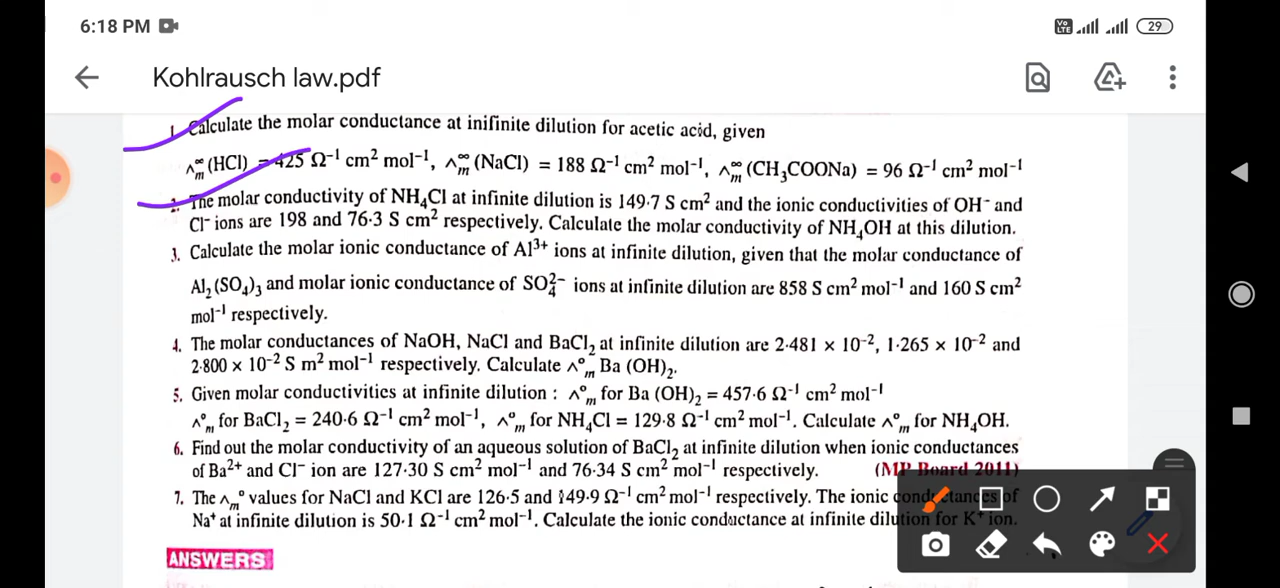 6:18 PM
Vo LTE 29
Kohlrausch law.pdf
1. Calculate the molar conductance at inifinite dilution for acetic acid, given
∧∞m (HCl) = 425 Ω⁻¹ cm² mol⁻¹, ∧∞m (NaCl) = 188 Ω⁻¹ cm² mol⁻¹, ∧∞m (CH₃COONa) = 96 Ω⁻¹ cm² mol⁻¹
2. The molar conductivity of NH₄Cl at infinite dilution is 149·7 S cm² and the ionic conductivities of OH⁻ and
Cl⁻ ions are 198 and 76·3 S cm² respectively. Calculate the molar conductivity of NH₄OH at this dilution.
3. Calculate the molar ionic conductance of Al³⁺ ions at infinite dilution, given that the molar conductance of
Al₂(SO₄)₃ and molar ionic conductance of SO₄²⁻ ions at infinite dilution are 858 S cm² mol⁻¹ and 160 S cm²
mol⁻¹ respectively.
4. The molar conductances of NaOH, NaCl and BaCl₂ at infinite dilution are 2·481 × 10⁻², 1·265 × 10⁻² and
2·800 × 10⁻² S m² mol⁻¹ respectively. Calculate ∧°m Ba (OH)₂.
5. Given molar conductivities at infinite dilution : ∧°m for Ba (OH)₂ = 457·6 Ω⁻¹ cm² mol⁻¹
∧°m for BaCl₂ = 240·6 Ω⁻¹ cm² mol⁻¹, ∧°m for NH₄Cl = 129·8 Ω⁻¹ cm² mol⁻¹. Calculate ∧°m for NH₄OH.
6. Find out the molar conductivity of an aqueous solution of BaCl₂ at infinite dilution when ionic conductances
of Ba²⁺ and Cl⁻ ion are 127·30 S cm² mol⁻¹ and 76·34 S cm² mol⁻¹ respectively. (MP Board 2011)
7. The ∧m° values for NaCl and KCl are 126·5 and 149·9 Ω⁻¹ cm² mol⁻¹ respectively. The ionic conductances of
Na⁺ at infinite dilution is 50·1 Ω⁻¹ cm² mol⁻¹. Calculate the ionic conductance at infinite dilution for K⁺ ion.
ANSWERS